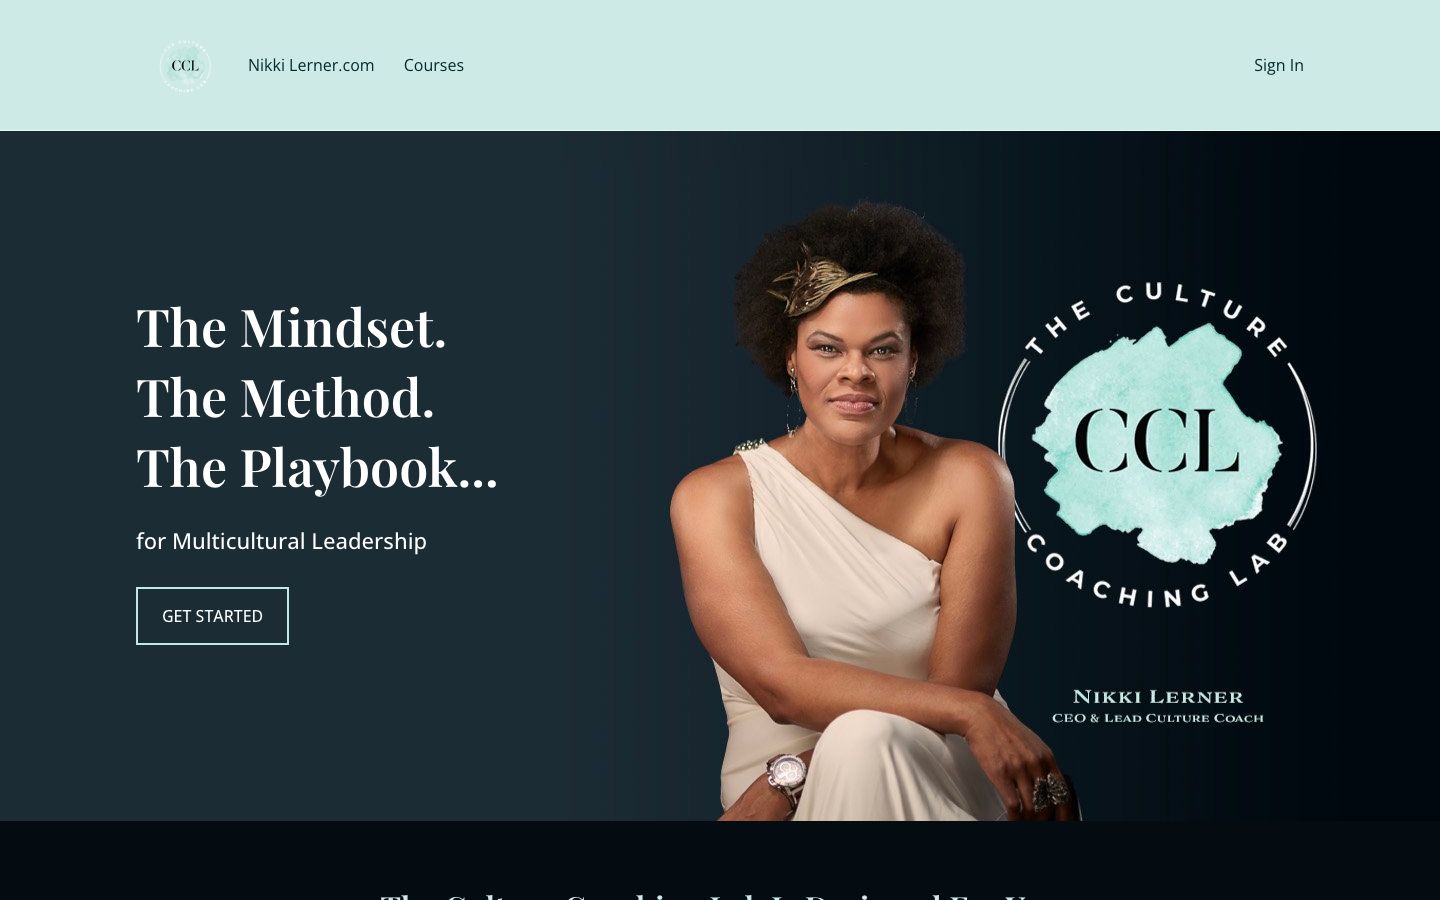 CCL
Nikki Lerner.com
Courses
Sign In
The Mindset.
The Method.
The Playbook...
for Multicultural Leadership
GET STARTED
THE CULTURE
CCL
COACHING LAB
NIKKI LERNER
CEO & LEAD CULTURE COACH